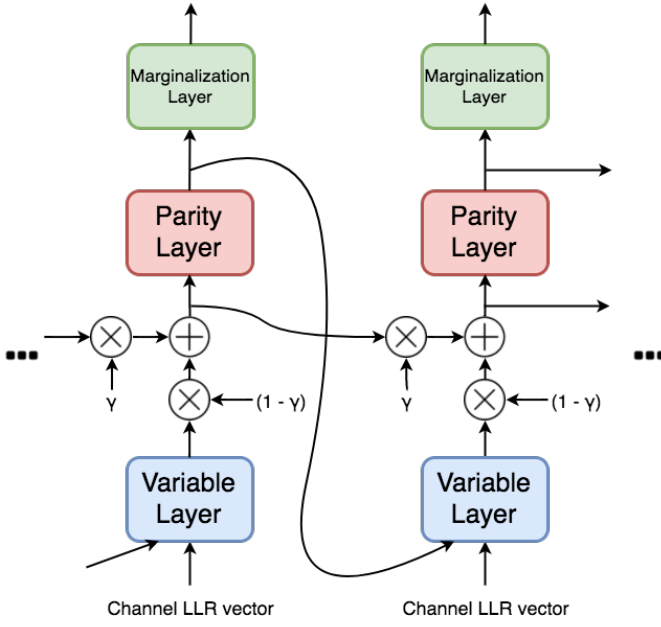 Marginalization
Layer
Marginalization
Layer
Parity
Layer
Parity
Layer
...
γ
(1 - γ)
γ
(1 - γ)
...
Variable
Layer
Variable
Layer
Channel LLR vector
Channel LLR vector